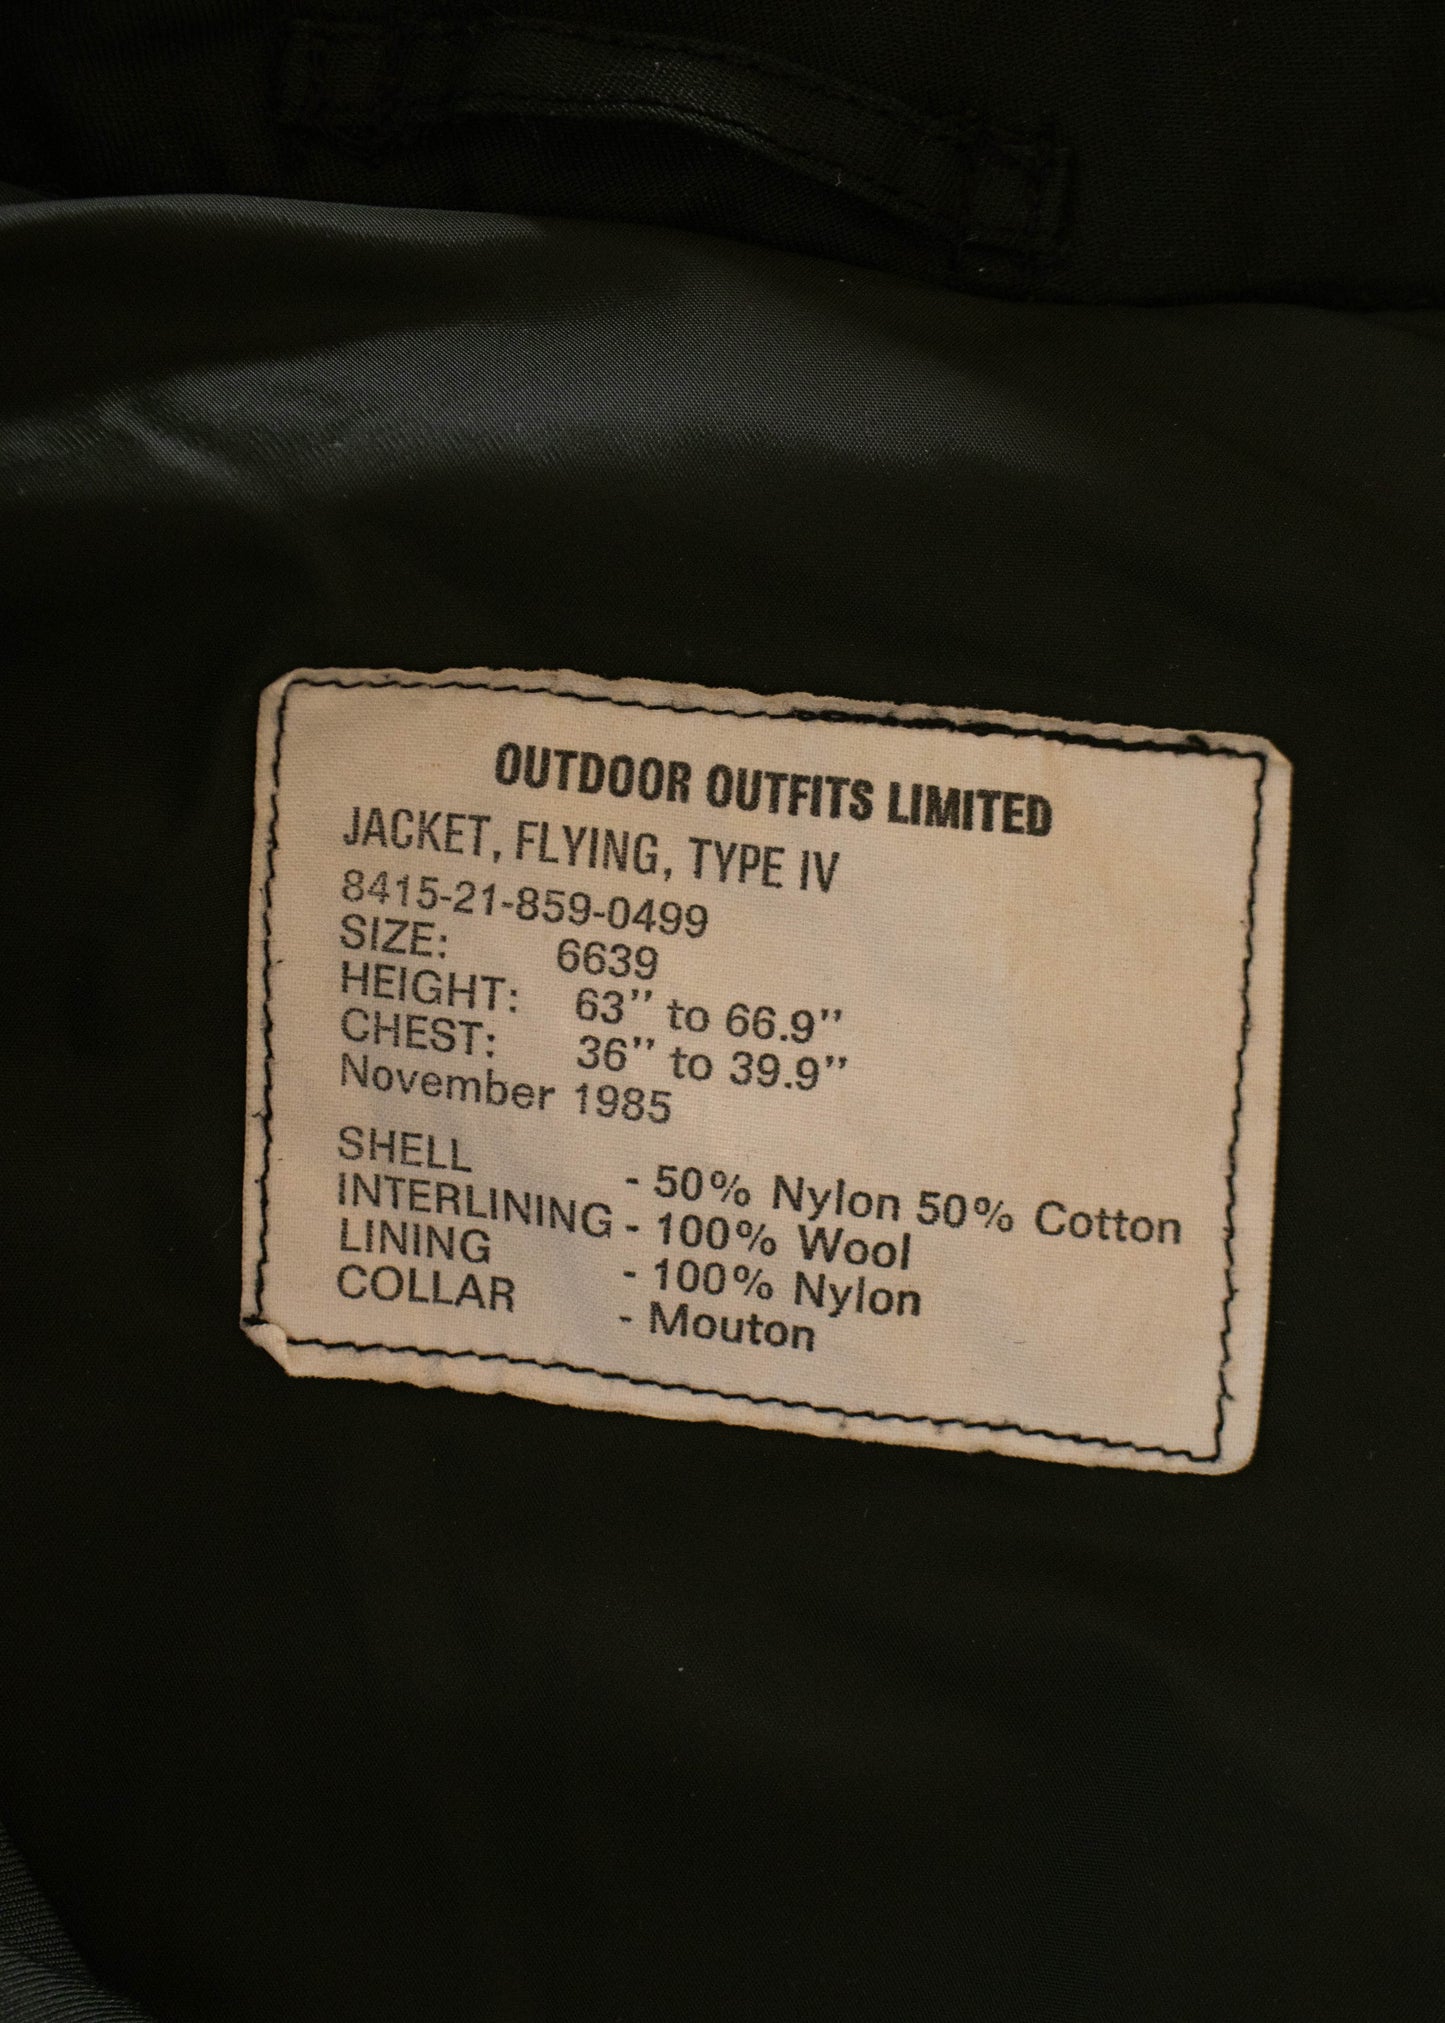 OUTDOOR OUTFITS LIMITED
JACKET, FLYING, TYPE IV
8415-21-859-0499
SIZE: 6639
HEIGHT: 63’’ to 66.9’’
CHEST: 36’’ to 39.9’’
November 1985
SHELL - 50% Nylon 50% Cotton
INTERLINING - 100% Wool
LINING - 100% Nylon
COLLAR - Mouton